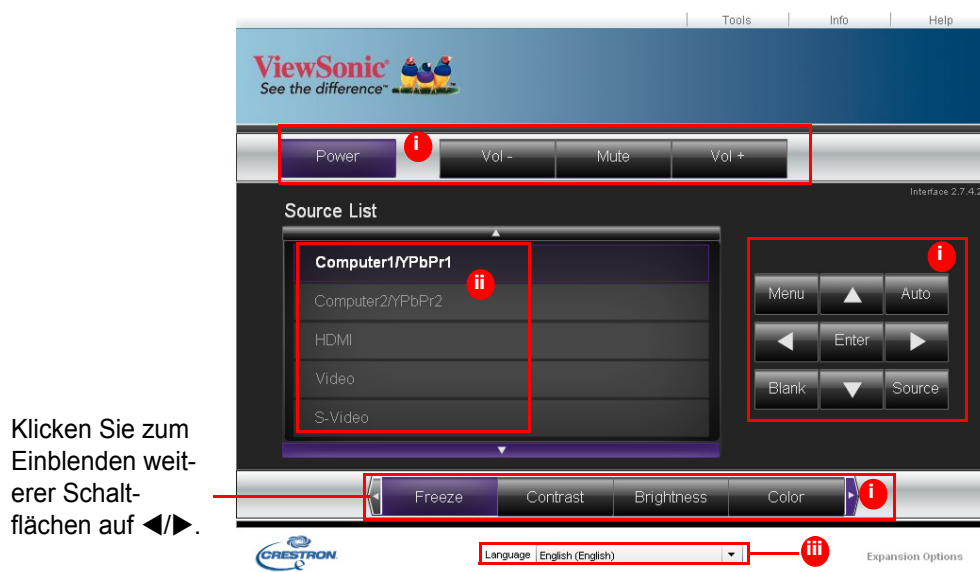 Tools Info Help
ViewSonic®
See the difference™
Power i Vol - Mute Vol +
Interface 2.7.4.2
Source List
Computer1/YPbPr1
ii
Computer2/YPbPr2
HDMI
Video
S-Video
i
Menu ▲ Auto
◀ Enter ▶
Blank ▼ Source
Klicken Sie zum
Einblenden weit-
erer Schalt-
flächen auf ◀/▶.
Freeze Contrast Brightness Color i
CRESTRON
Language English (English) iii
Expansion Options